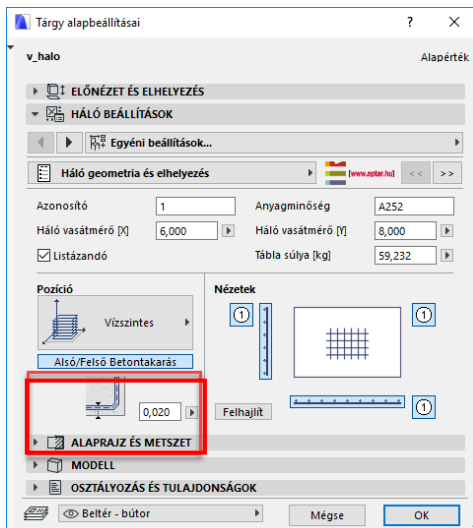 Tárgy alapbeállításai ? ×
v_halo Alapérték
ELŐNÉZET ÉS ELHELYEZÉS
HÁLÓ BEÁLLÍTÁSOK
Egyéni beállítások...
Háló geometria és elhelyezés [www.eptar.hu] << >>
Azonosító 1 Anyagminőség A252
Háló vasátmérő [X] 6,000 Háló vasátmérő [Y] 8,000
Listázandó Tábla súlya [kg] 59,232
Pozíció Nézetek
1 1
Vízszintes
Alsó/Felső Betontakarás
0,020 Felhajlít 1
ALAPRAJZ ÉS METSZET
MODELL
OSZTÁLYOZÁS ÉS TULAJDONSÁGOK
Beltér - bútor Mégse OK